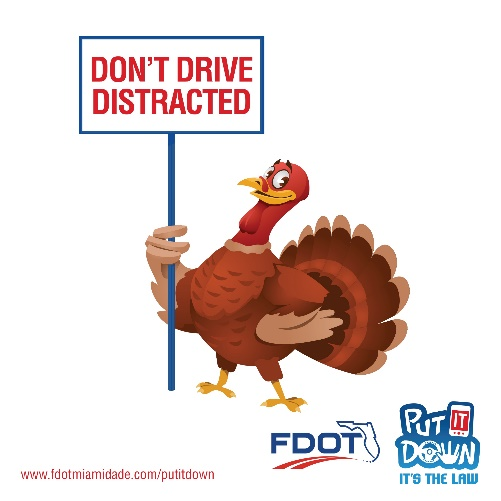 DON'T DRIVE
DISTRACTED
FDOT
PUT IT
DOWN
IT'S THE LAW
www.fdotmiamidade.com/putitdown